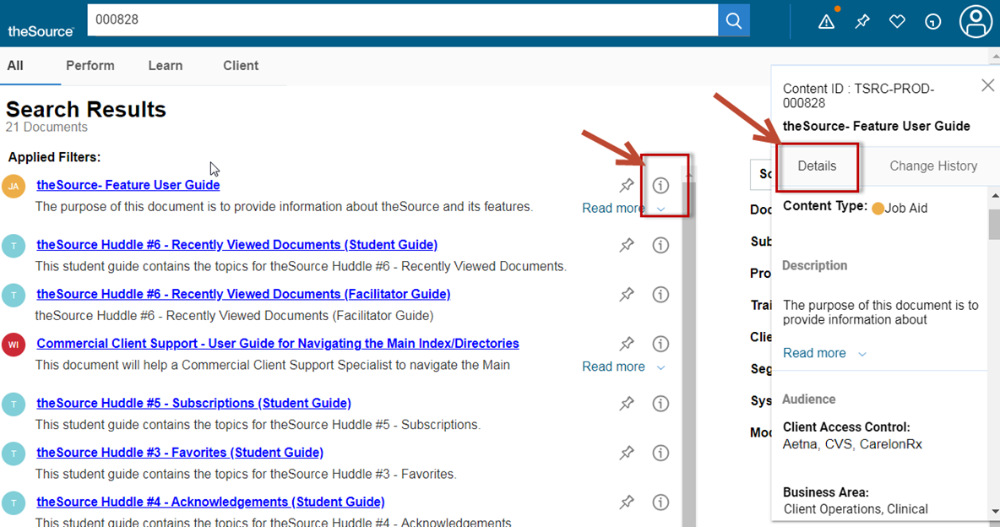 theSource
000828
All Perform Learn Client
Search Results
21 Documents
Applied Filters:
JA theSource- Feature User Guide
The purpose of this document is to provide information about theSource and its features.
Read more
T theSource Huddle #6 - Recently Viewed Documents (Student Guide)
This student guide contains the topics for theSource Huddle #6 - Recently Viewed Documents.
T theSource Huddle #6 - Recently Viewed Documents (Facilitator Guide)
theSource Huddle #6 - Recently Viewed Documents (Facilitator Guide)
WI Commercial Client Support - User Guide for Navigating the Main Index/Directories
This document will help a Commercial Client Support Specialist to navigate the Main
Read more
T theSource Huddle #5 - Subscriptions (Student Guide)
This student guide contains the topics for theSource Huddle #5 - Subscriptions.
T theSource Huddle #3 - Favorites (Student Guide)
This student guide contains the topics for theSource Huddle #3 - Favorites.
T theSource Huddle #4 - Acknowledgements (Student Guide)
This student guide contains the topics for theSource Huddle #4 - Acknowledgements
Content ID : TSRC-PROD-
000828
theSource- Feature User Guide
Details Change History
Content Type: Job Aid
Description
The purpose of this document is to
provide information about
Read more
Audience
Client Access Control:
Aetna, CVS, CarelonRx
Business Area:
Client Operations, Clinical